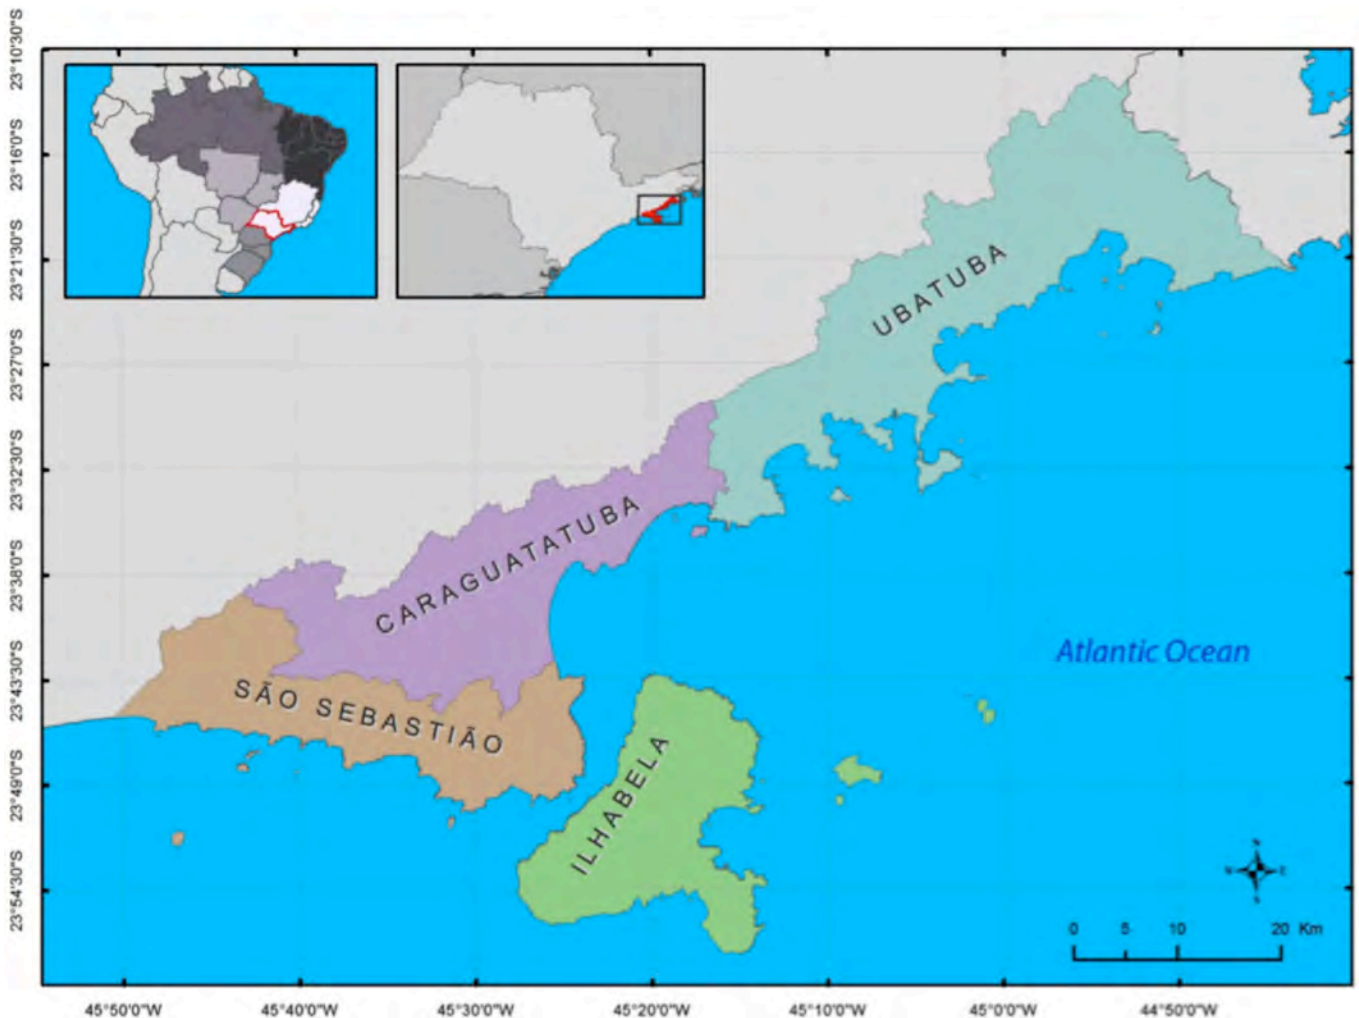 23°10'30"S
23°16'0"S
23°21'30"S
23°27'0"S
23°32'30"S
23°38'0"S
23°43'30"S
23°49'0"S
23°54'30"S
UBATUBA
CARAGUATATUBA
SÃO SEBASTIÃO
ILHABELA
Atlantic Ocean
N
W E
S
0 5 10 20 Km
45°50'0"W 45°40'0"W 45°30'0"W 45°20'0"W 45°10'0"W 45°0'0"W 44°50'0"W